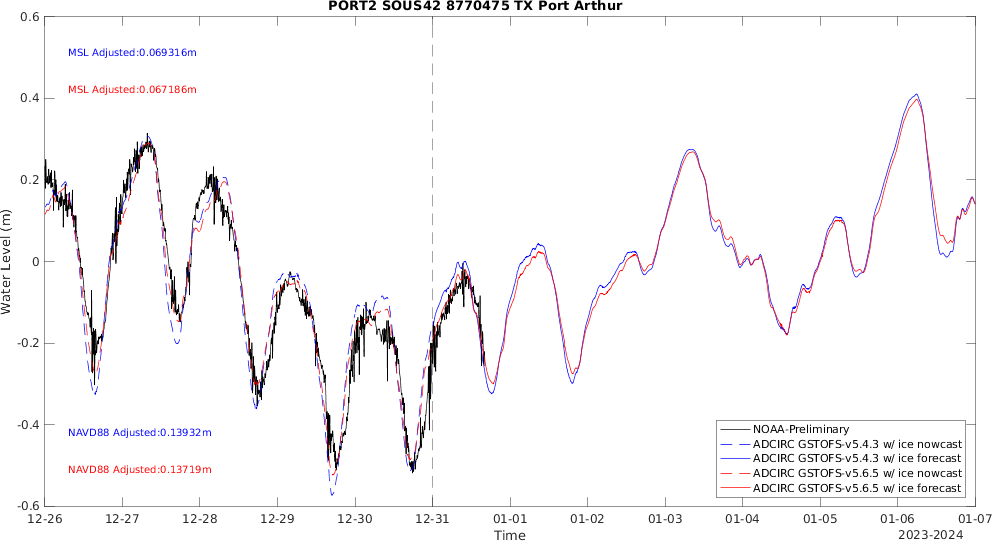 PORT2 SOUS42 8770475 TX Port Arthur
0.6
0.4
0.2
0
-0.2
-0.4
-0.6
Water Level (m)
MSL Adjusted:0.069316m
MSL Adjusted:0.067186m
NAVD88 Adjusted:0.13932m
NAVD88 Adjusted:0.13719m
NOAA-Preliminary
ADCIRC GSTOFS-v5.4.3 w/ ice nowcast
ADCIRC GSTOFS-v5.4.3 w/ ice forecast
ADCIRC GSTOFS-v5.6.5 w/ ice nowcast
ADCIRC GSTOFS-v5.6.5 w/ ice forecast
12-26 12-27 12-28 12-29 12-30 12-31 01-01 01-02 01-03 01-04 01-05 01-06 01-07
Time
2023-2024